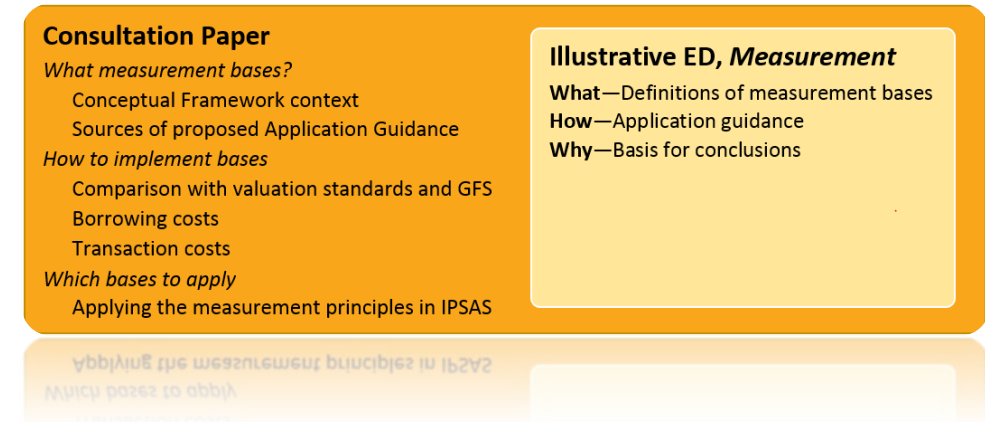 Consultation Paper
What measurement bases?
Conceptual Framework context
Sources of proposed Application Guidance
How to implement bases
Comparison with valuation standards and GFS
Borrowing costs
Transaction costs
Which bases to apply
Applying the measurement principles in IPSAS
Illustrative ED, Measurement
What—Definitions of measurement bases
How—Application guidance
Why—Basis for conclusions